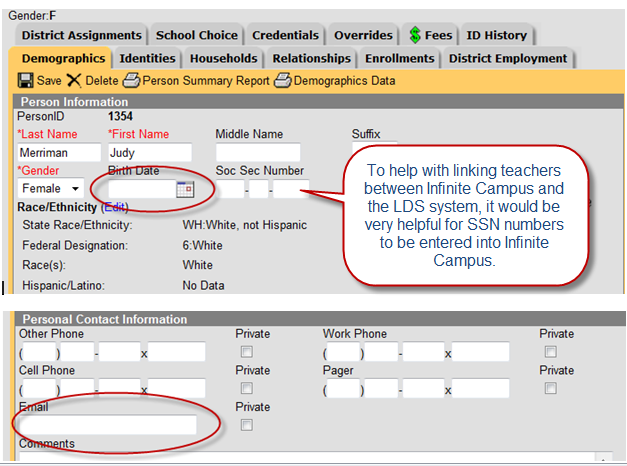 Gender:F
District Assignments School Choice Credentials Overrides $ Fees ID History
Demographics Identities Households Relationships Enrollments District Employment
Save Delete Person Summary Report Demographics Data
Person Information
PersonID 1354
*Last Name *First Name Middle Name Suffix
Merriman Judy
*Gender Birth Date Soc Sec Number
Female - -
Race/Ethnicity (Edit)
State Race/Ethnicity: WH:White, not Hispanic
Federal Designation: 6:White
Race(s): White
Hispanic/Latino: No Data
To help with linking teachers
between Infinite Campus and
the LDS system, it would be
very helpful for SSN numbers
to be entered into Infinite
Campus.
Personal Contact Information
Other Phone Private Work Phone Private
( ) - x ( ) - x
Cell Phone Private Pager Private
( ) - x ( ) - x
Email Private
Comments